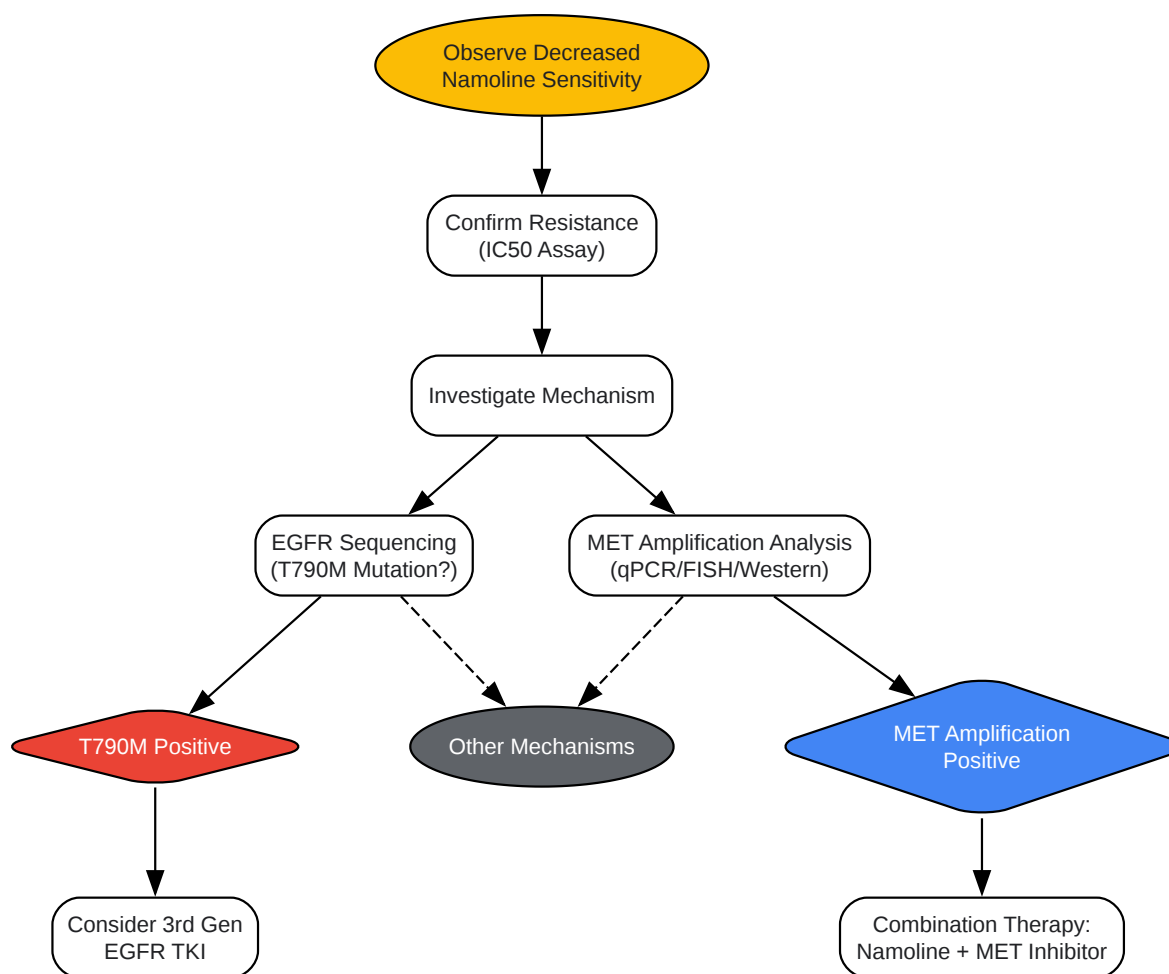 Observe Decreased
Namoline Sensitivity
Confirm Resistance
(IC50 Assay)
Investigate Mechanism
EGFR Sequencing
(T790M Mutation?)
MET Amplification Analysis
(qPCR/FISH/Western)
T790M Positive
Other Mechanisms
MET Amplification
Positive
Consider 3rd Gen
EGFR TKI
Combination Therapy:
Namoline + MET Inhibitor